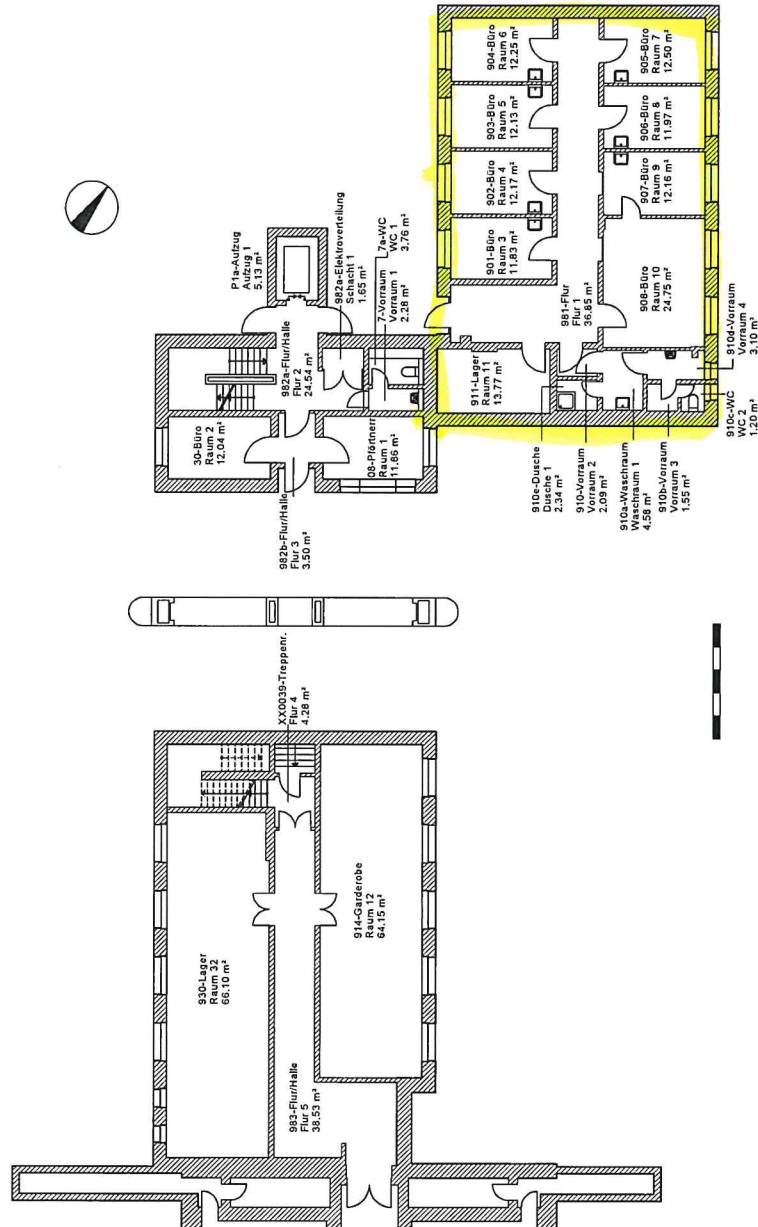 904-Büro
Raum 6
12.25 m²
903-Büro
Raum 5
12.13 m²
902-Büro
Raum 4
12.17 m²
901-Büro
Raum 3
11.83 m²
905-Büro
Raum 7
12.50 m²
906-Büro
Raum 8
11.97 m²
907-Büro
Raum 9
12.16 m²
908-Büro
Raum 10
24.75 m²
981-Flur
Flur 1
36.85 m²
911-Lager
Raum 11
13.77 m²
910d-Vorraum
Vorraum 4
3.10 m²
910c-WC
WC 2
1.20 m²
910e-Dusche
Dusche 1
2.34 m²
910-Vorraum
Vorraum 2
2.09 m²
910a-Waschraum
Waschraum 1
4.58 m²
910b-Vorraum
Vorraum 3
1.55 m²
P1a-Aufzug
Aufzug 1
5.13 m²
982a-Elektroverteilung
Schacht 1
1.65 m²
7a-WC
WC 1
3.76 m²
7-Vorraum
Vorraum 1
2.28 m²
982a-Flur/Halle
Flur 2
24.54 m²
30-Büro
Raum 2
12.04 m²
08-Pförtnerr
Raum 1
11.86 m²
982b-Flur/Halle
Flur 3
3.50 m²
XX0039-Treppenr.
Flur 4
4.28 m²
930-Lager
Raum 32
66.10 m²
914-Garderobe
Raum 12
64.15 m²
983-Flur/Halle
Flur 5
38.53 m²